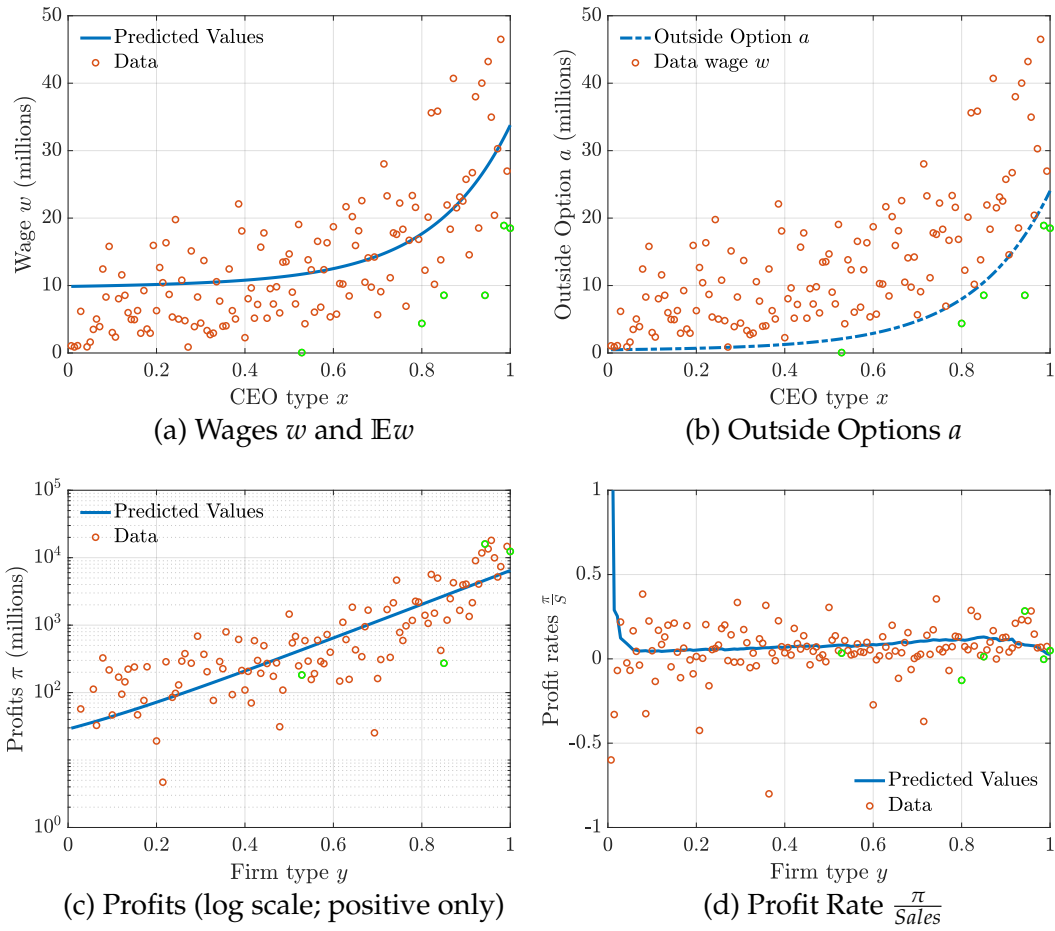 50
40
30
20
10
0
Wage w (millions)
Predicted Values
Data
0 0.2 0.4 0.6 0.8 1
CEO type x
(a) Wages w and 𝔼w
50
40
30
20
10
0
Outside Option a (millions)
Outside Option a
Data wage w
0 0.2 0.4 0.6 0.8 1
CEO type x
(b) Outside Options a
10^5
10^4
10^3
10^2
10^1
10^0
Profits π (millions)
Predicted Values
Data
0 0.2 0.4 0.6 0.8 1
Firm type y
(c) Profits (log scale; positive only)
1
0.5
0
-0.5
-1
Profit rates π/S
Predicted Values
Data
0 0.2 0.4 0.6 0.8 1
Firm type y
(d) Profit Rate π/Sales